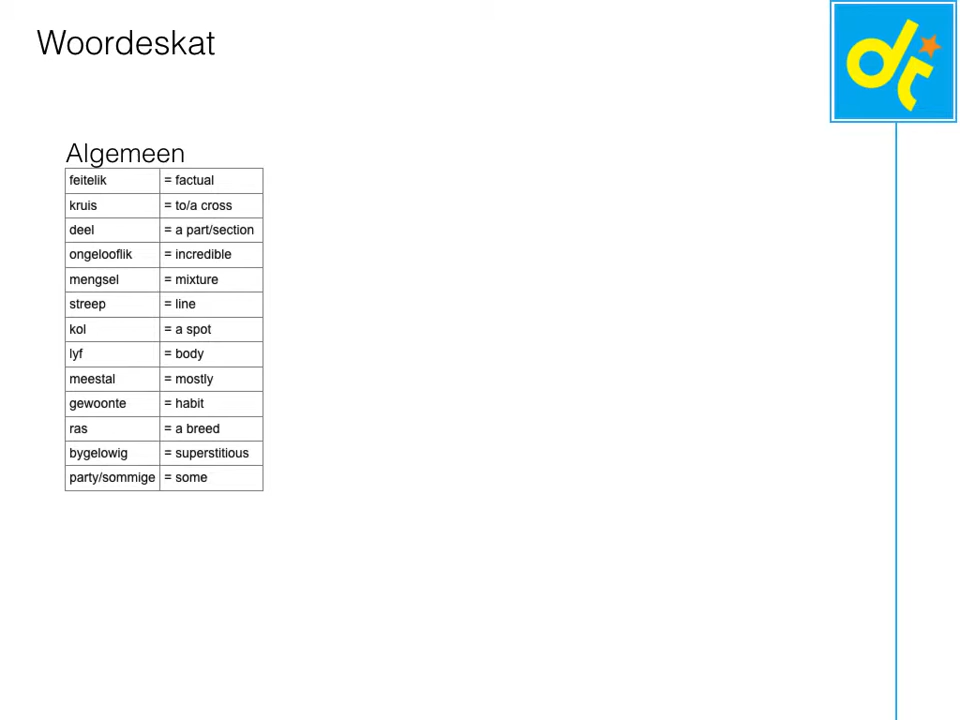 Woordeskat
Algemeen
feitelik = factual
kruis = to/a cross
deel = a part/section
ongelooflik = incredible
mengsel = mixture
streep = line
kol = a spot
lyf = body
meestal = mostly
gewoonte = habit
ras = a breed
bygelowig = superstitious
party/sommige = some